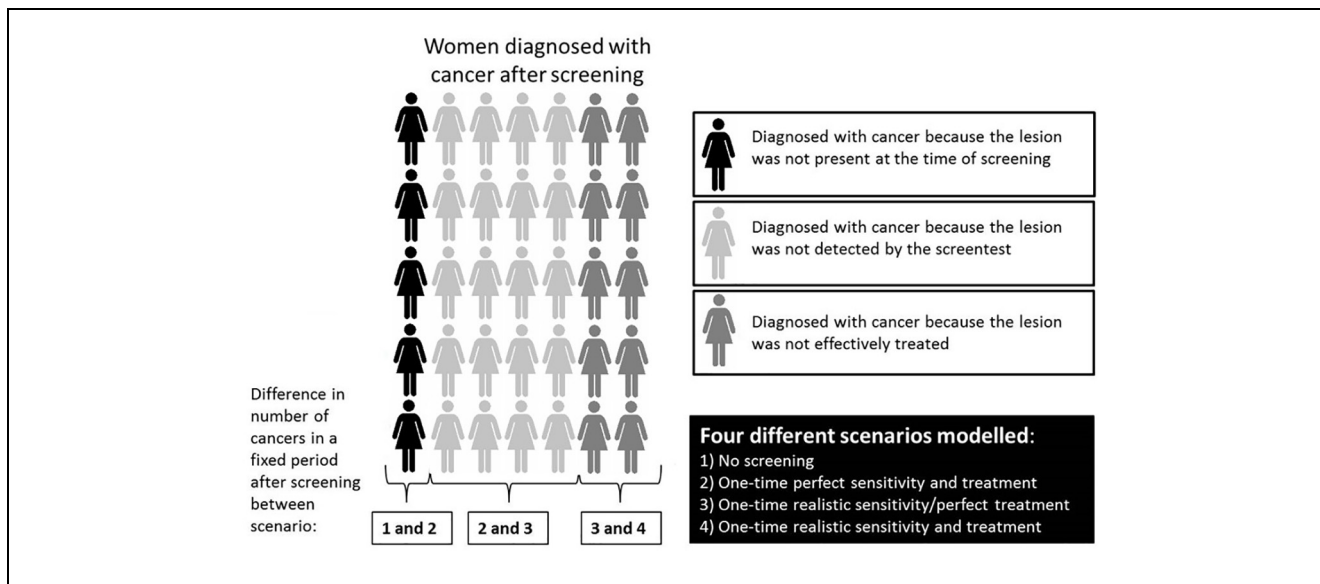 Women diagnosed with
cancer after screening
Diagnosed with cancer because the lesion
was not present at the time of screening
Diagnosed with cancer because the lesion
was not detected by the screentest
Diagnosed with cancer because the lesion
was not effectively treated
Difference in
number of
cancers in a
fixed period
after screening
between
scenario:
1 and 2
2 and 3
3 and 4
Four different scenarios modelled:
1) No screening
2) One-time perfect sensitivity and treatment
3) One-time realistic sensitivity/perfect treatment
4) One-time realistic sensitivity and treatment